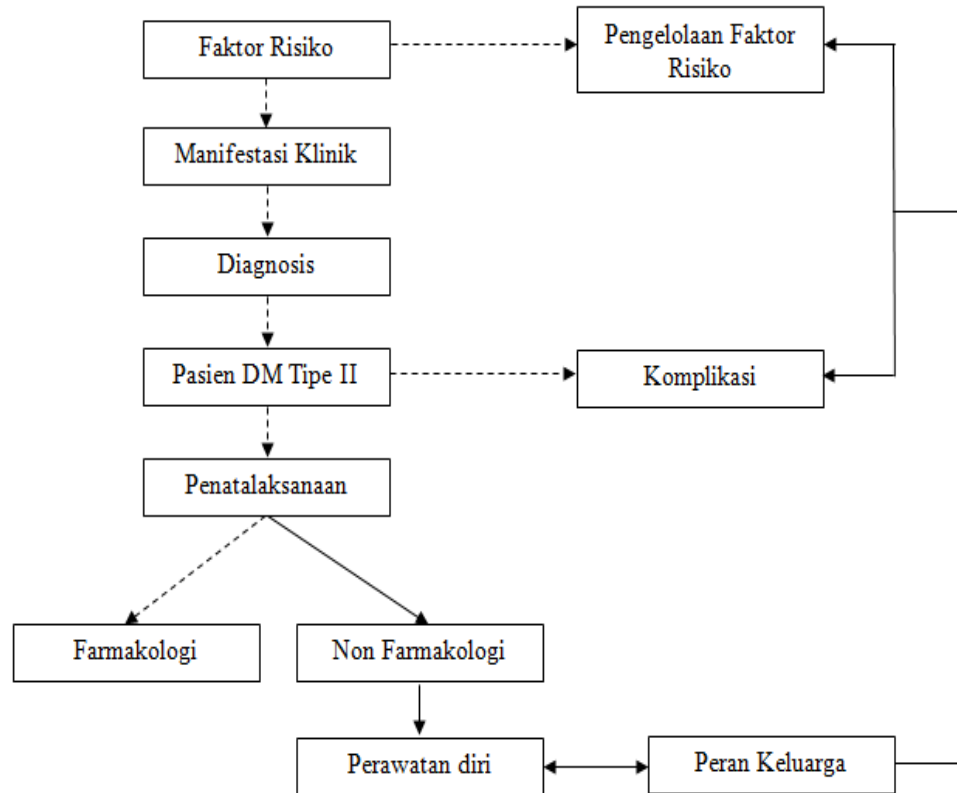 Faktor Risiko
Pengelolaan Faktor
Risiko
Manifestasi Klinik
Diagnosis
Pasien DM Tipe II
Komplikasi
Penatalaksanaan
Farmakologi
Non Farmakologi
Perawatan diri
Peran Keluarga